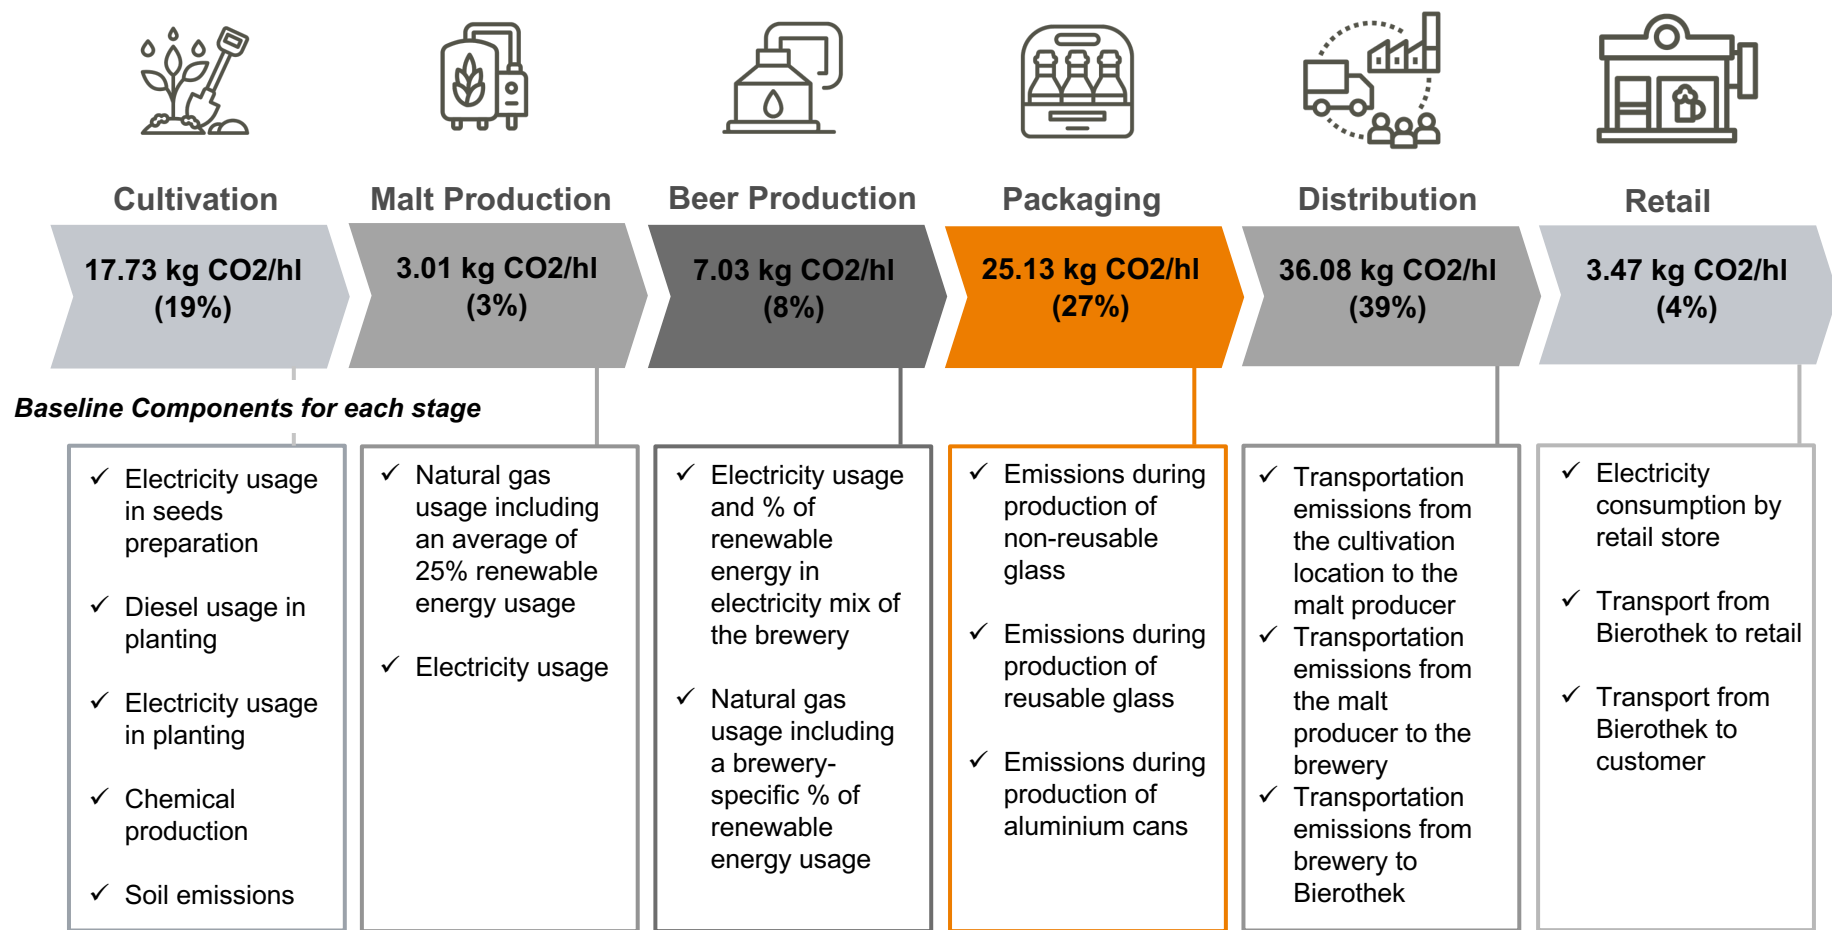 Cultivation
Malt Production
Beer Production
Packaging
Distribution
Retail
17.73 kg CO2/hl
(19%)
3.01 kg CO2/hl
(3%)
7.03 kg CO2/hl
(8%)
25.13 kg CO2/hl
(27%)
36.08 kg CO2/hl
(39%)
3.47 kg CO2/hl
(4%)
Baseline Components for each stage
✓ Electricity usage
in seeds
preparation
✓ Diesel usage in
planting
✓ Electricity usage
in planting
✓ Chemical
production
✓ Soil emissions
✓ Natural gas
usage including
an average of
25% renewable
energy usage
✓ Electricity usage
✓ Electricity usage
and % of
renewable
energy in
electricity mix of
the brewery
✓ Natural gas
usage including
a brewery-
specific % of
renewable
energy usage
✓ Emissions during
production of
non-reusable
glass
✓ Emissions during
production of
reusable glass
✓ Emissions during
production of
aluminium cans
✓ Transportation
emissions from
the cultivation
location to the
malt producer
✓ Transportation
emissions from
the malt
producer to the
brewery
✓ Transportation
emissions from
brewery to
Bierothek
✓ Electricity
consumption by
retail store
✓ Transport from
Bierothek to retail
✓ Transport from
Bierothek to
customer